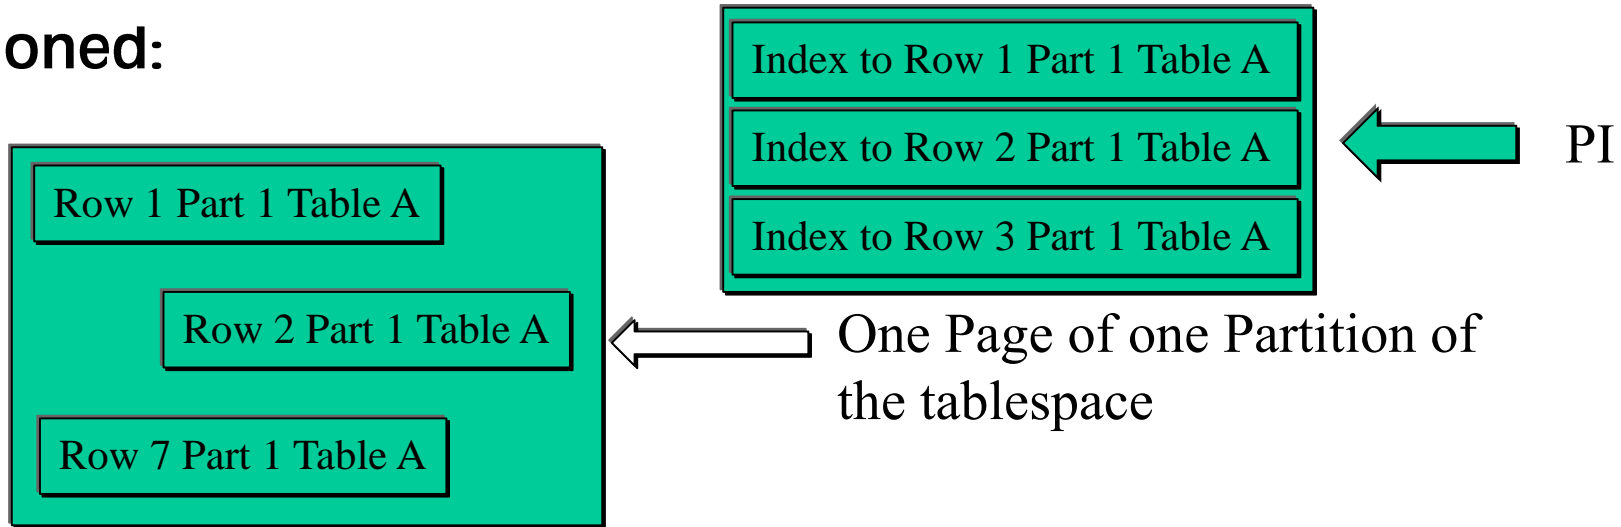 oned:
Index to Row 1 Part 1 Table A
Index to Row 2 Part 1 Table A
Index to Row 3 Part 1 Table A
PI
Row 1 Part 1 Table A
Row 2 Part 1 Table A
Row 7 Part 1 Table A
One Page of one Partition of
the tablespace